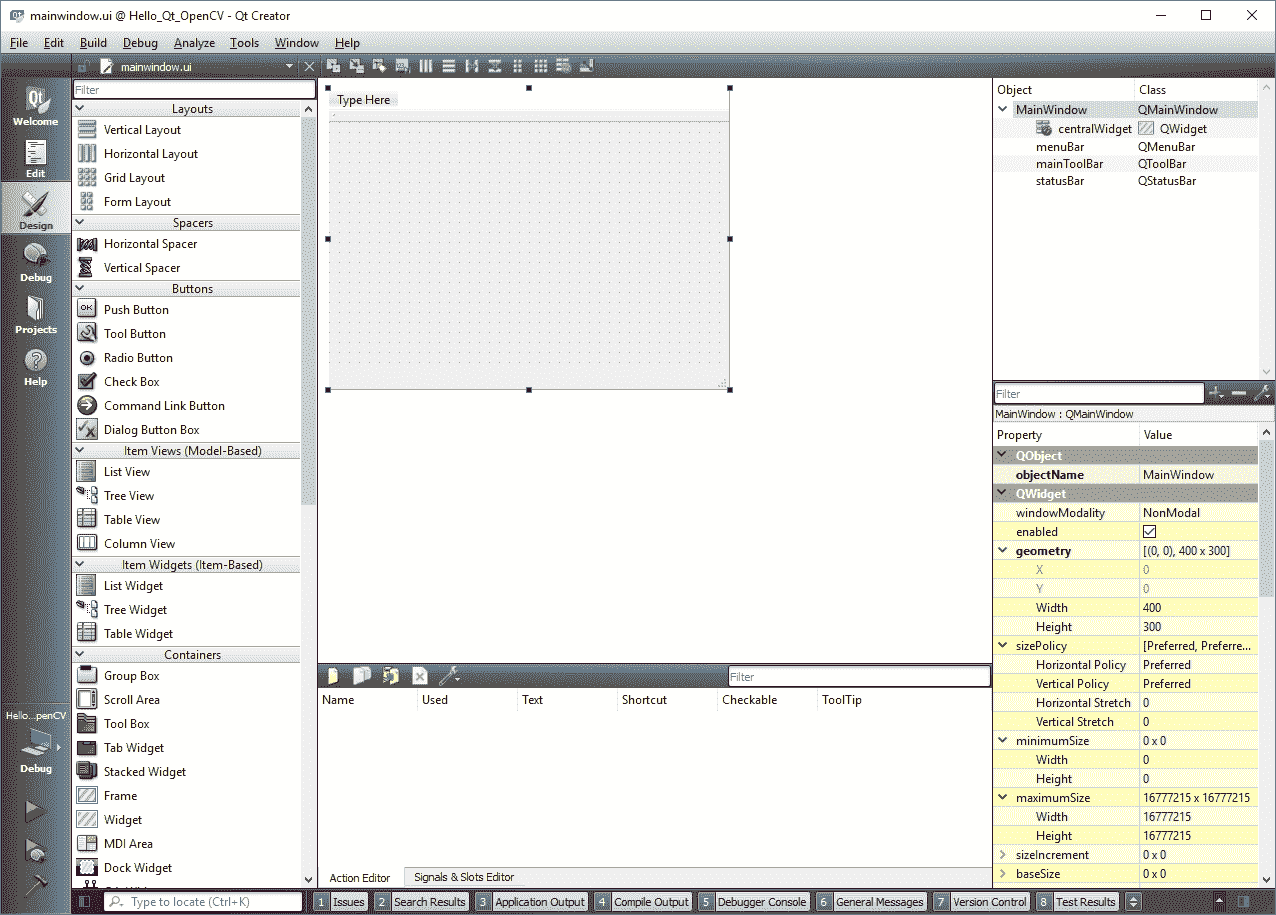 mainwindow.ui @ Hello_Qt_OpenCV - Qt Creator
File Edit Build Debug Analyze Tools Window Help
mainwindow.ui
Welcome
Edit
Design
Debug
Projects
Help
Hello...penCV
Debug
Filter
Layouts
Vertical Layout
Horizontal Layout
Grid Layout
Form Layout
Spacers
Horizontal Spacer
Vertical Spacer
Buttons
OK Push Button
Tool Button
Radio Button
Check Box
Command Link Button
Dialog Button Box
Item Views (Model-Based)
List View
Tree View
Table View
Column View
Item Widgets (Item-Based)
List Widget
Tree Widget
Table Widget
Containers
Group Box
Scroll Area
Tool Box
Tab Widget
Stacked Widget
Frame
Widget
MDI Area
Dock Widget
Type Here
Filter
Name Used Text Shortcut Checkable ToolTip
Action Editor Signals & Slots Editor
Object Class
MainWindow QMainWindow
centralWidget QWidget
menuBar QMenuBar
mainToolBar QToolBar
statusBar QStatusBar
Filter
MainWindow : QMainWindow
Property Value
QObject
objectName MainWindow
QWidget
windowModality NonModal
enabled
geometry [(0, 0), 400 x 300]
X 0
Y 0
Width 400
Height 300
sizePolicy [Preferred, Preferre...
Horizontal Policy Preferred
Vertical Policy Preferred
Horizontal Stretch 0
Vertical Stretch 0
minimumSize 0 x 0
Width 0
Height 0
maximumSize 16777215 x 16777215
Width 16777215
Height 16777215
sizeIncrement 0 x 0
baseSize 0 x 0
Type to locate (Ctrl+K) 1 Issues 2 Search Results 3 Application Output 4 Compile Output 5 Debugger Console 6 General Messages 7 Version Control 8 Test Results